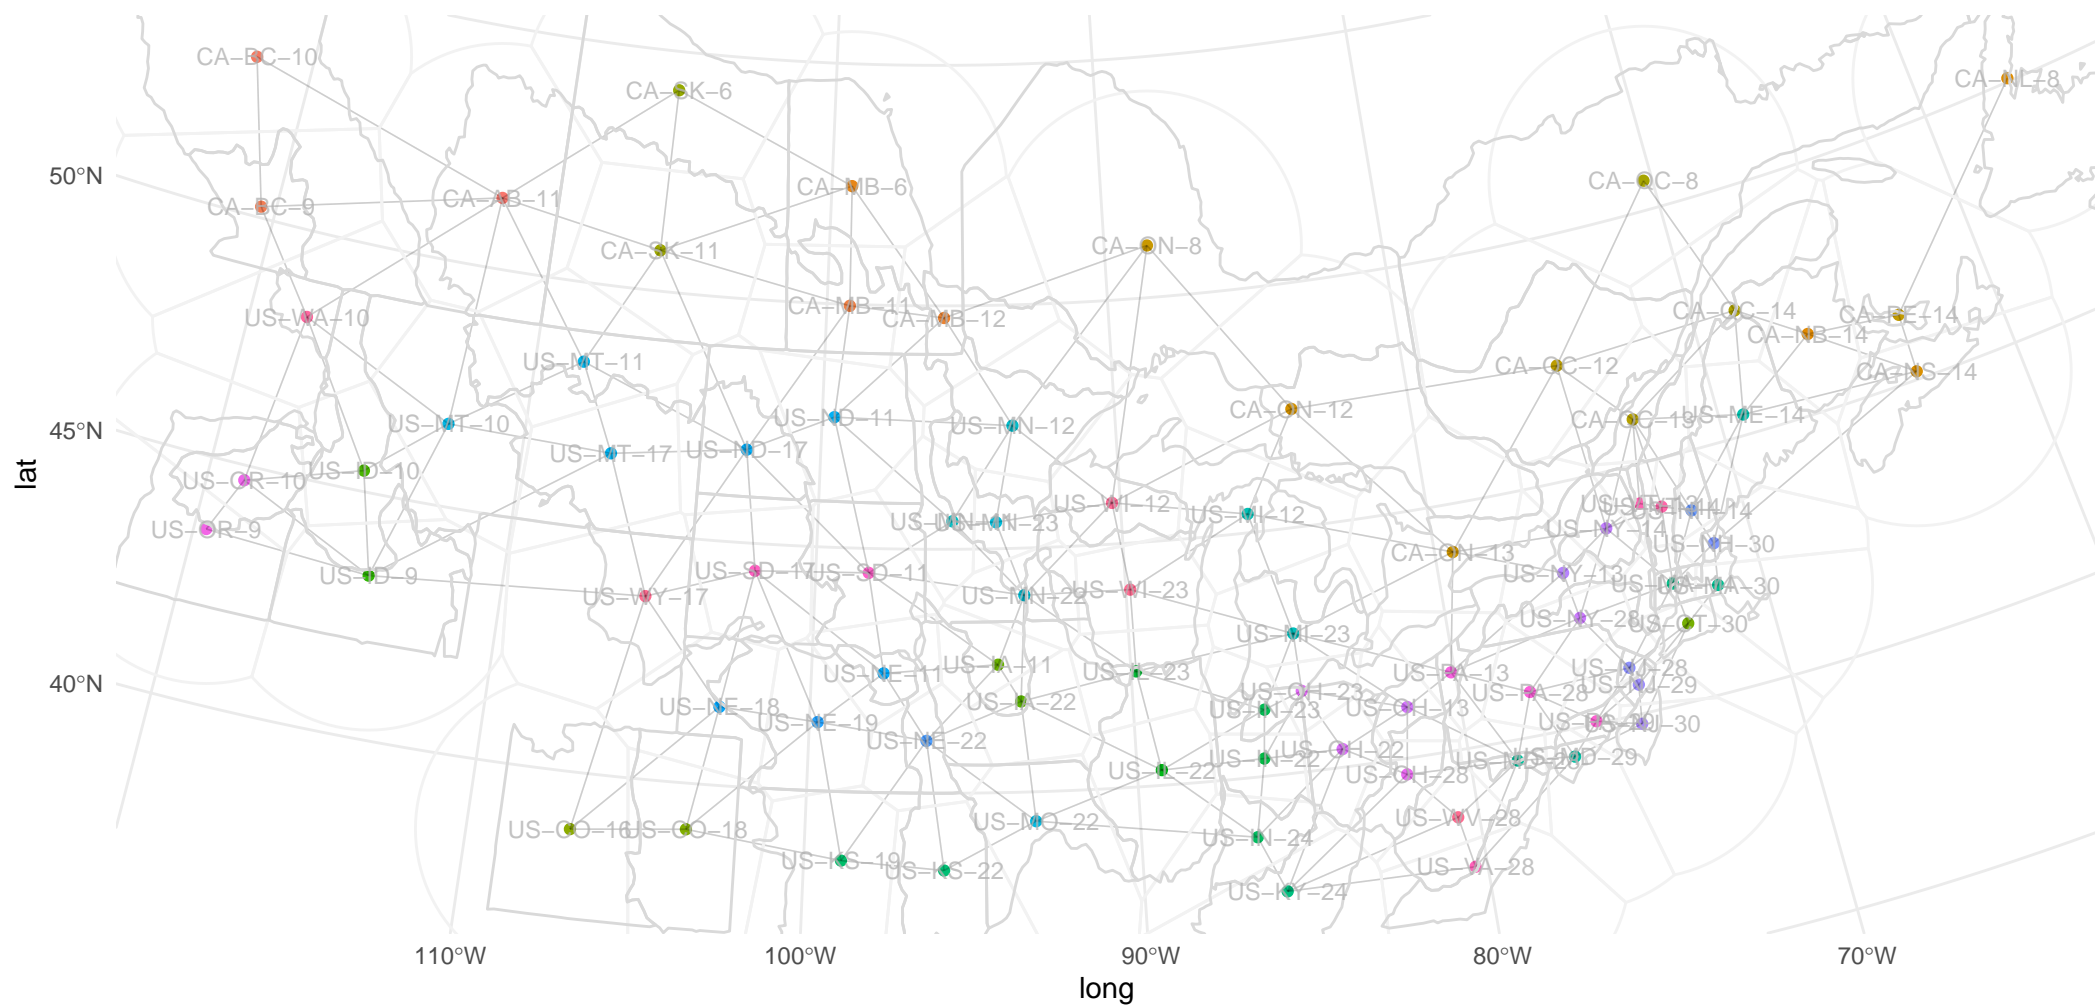 CA−BC−10
CA−NL−8
CA−SK−6
50°N
CA−MB−6
CA−QC−8
CA−BC−9
CA−AB−11
CA−SK−11
CA−ON−8
CA−MB−11
CA−MB−12
US−WA−10
CA−QC−14
CA−PE−14
CA−NB−14
US−MT−11
CA−QC−12
CA−NS−14
US−MT−10
US−ND−11
US−MN−12
CA−ON−12
CA−QC−13
US−ME−14
45°N
US−MT−17
US−ND−17
US−OR−10
US−ID−10
lat
US−WI−12
US−MI−12
US−OR−9
US−MN−23
US−NH−30
CA−ON−13
US−ID−9
US−SD−17
US−SD−11
US−NY−13
US−WY−17
US−MN−22
US−WI−23
US−MA−30
US−NY−28
US−CT−30
US−MI−23
40°N
US−NE−11
US−IA−11
US−IL−23
US−PA−13
US−NJ−28
US−NJ−29
US−IA−22
US−OH−23
US−PA−28
US−NE−18
US−NE−19
US−IN−23
US−OH−13
US−NJ−30
US−NE−22
US−OH−22
US−IL−22
US−IN−22
US−OH−28
US−MD−28
US−MD−29
US−CO−16
US−CO−18
US−MO−22
US−IN−24
US−WV−28
US−KS−19
US−KS−22
US−KY−24
US−VA−28
110°W
100°W
90°W
80°W
70°W
long